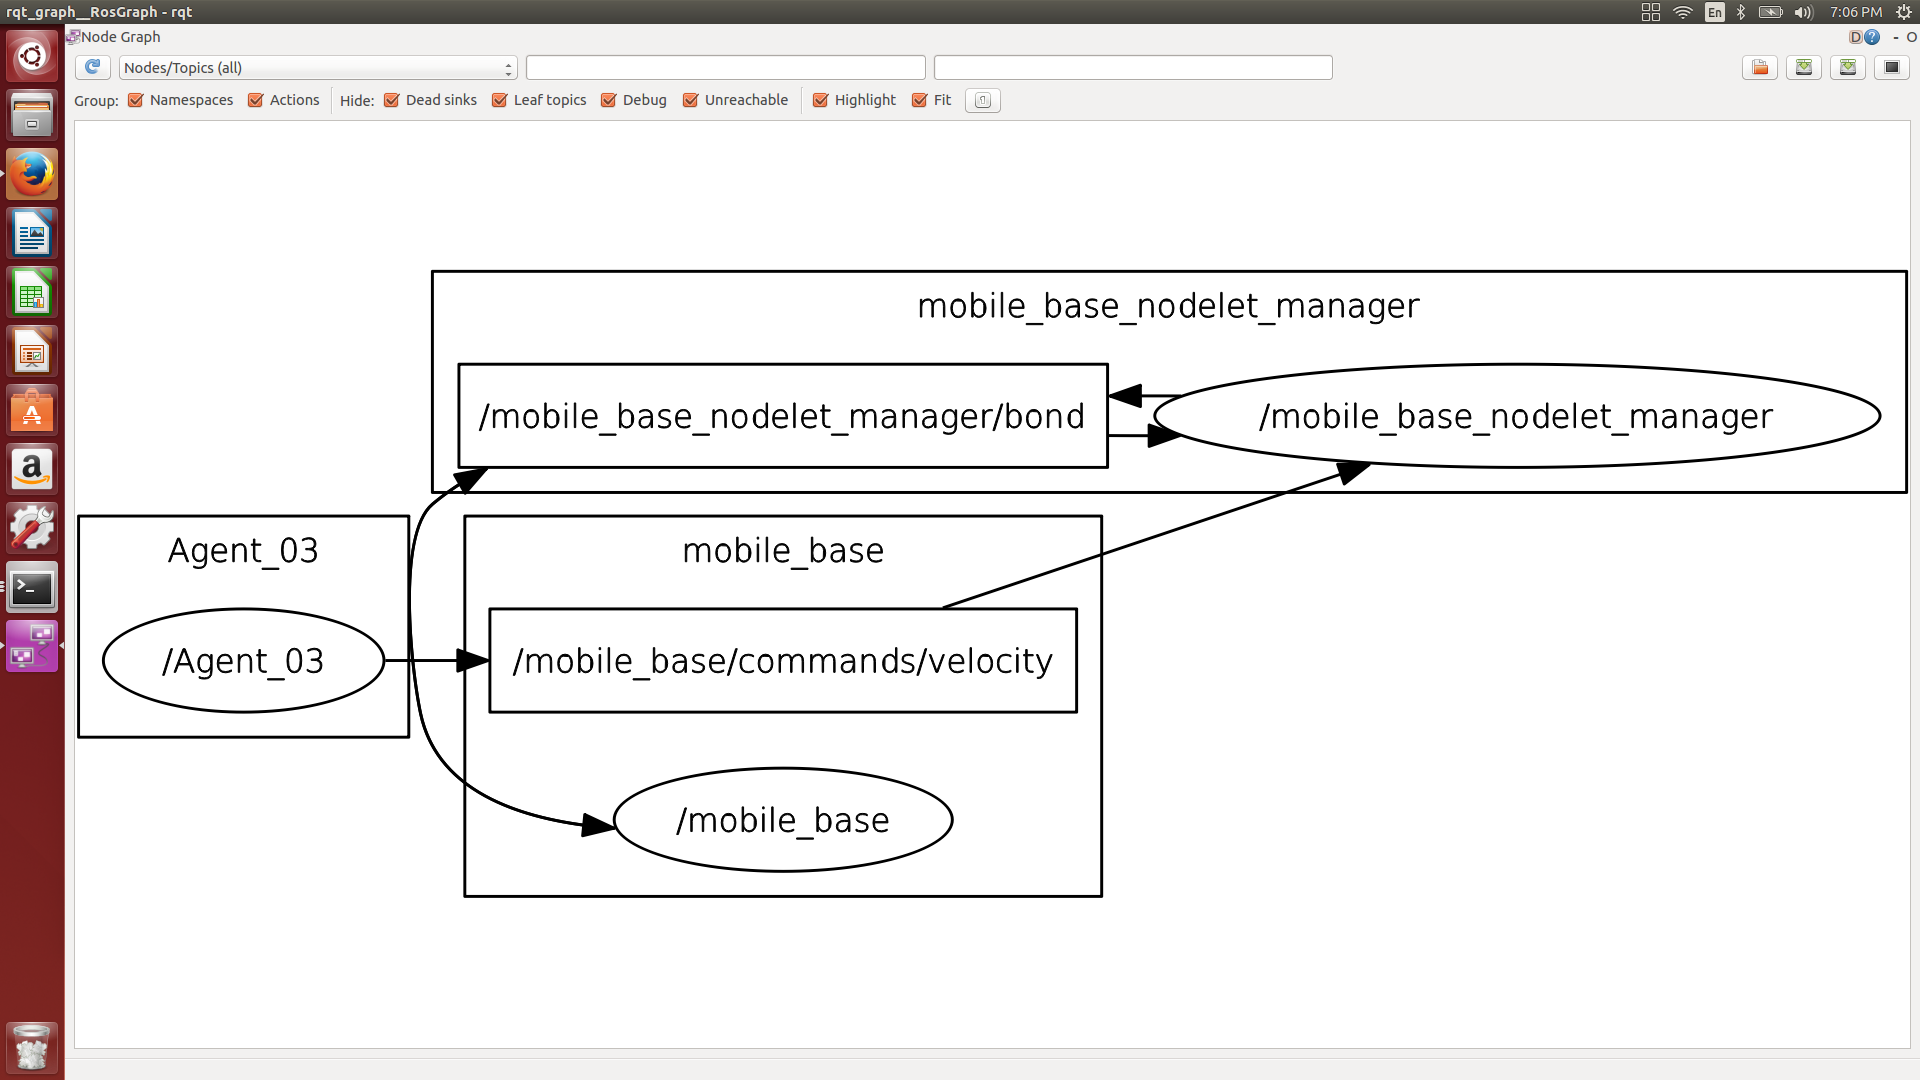 rqt_graph__RosGraph - rqt
En
7:06 PM
Node Graph
D ? - O
Nodes/Topics (all)
Group: Namespaces Actions Hide: Dead sinks Leaf topics Debug Unreachable Highlight Fit
mobile_base_nodelet_manager
/mobile_base_nodelet_manager/bond
/mobile_base_nodelet_manager
Agent_03
mobile_base
/Agent_03
/mobile_base/commands/velocity
/mobile_base